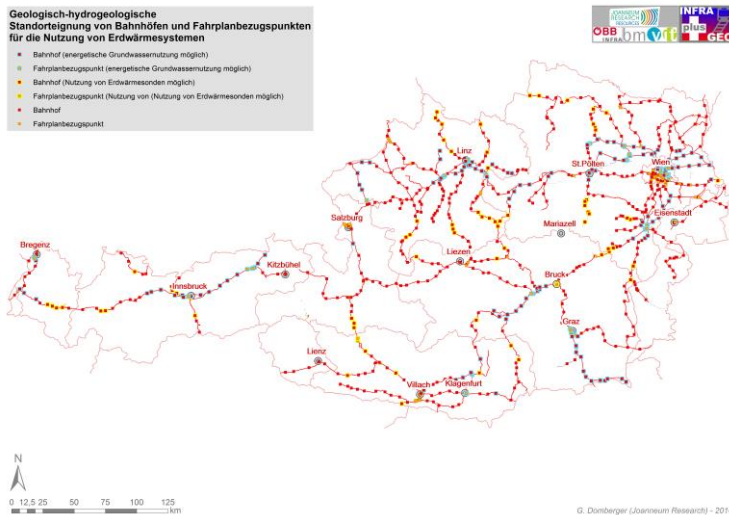 Geologisch-hydrogeologische
Standorteignung von Bahnhöfen und Fahrplanbezugspunkten
für die Nutzung von Erdwärmesystemen
Bahnhof (energetische Grundwassernutzung möglich)
Fahrplanbezugspunkt (energetische Grundwassernutzung möglich)
Bahnhof (Nutzung von Erdwärmesonden möglich)
Fahrplanbezugspunkt (Nutzung von (Nutzung von Erdwärmesonden möglich)
Bahnhof
Fahrplanbezugspunkt
JOANNEUM
RESEARCH
RESOURCES
ÖBB
INFRA
bmvit
INFRA
plus
GEO
Linz
St.Pölten
Wien
Salzburg
Mariazell
Eisenstadt
Bregenz
Kitzbühel
Liezen
Innsbruck
Bruck
Graz
Lienz
Villach
Klagenfurt
N
0 12,5 25 50 75 100 125
km
G. Domberger (Joanneum Research) -